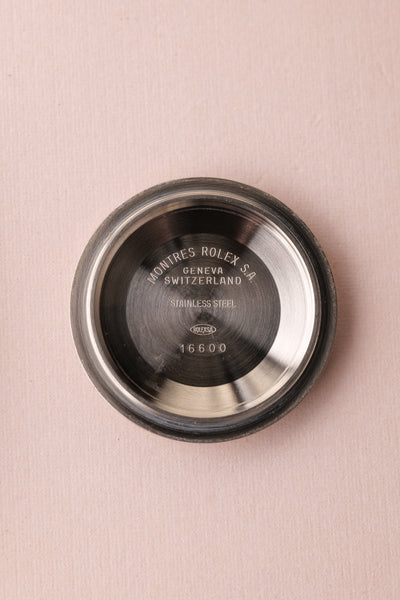 MONTRES ROLEX S.A.
GENEVA
SWITZERLAND
STAINLESS STEEL
16600